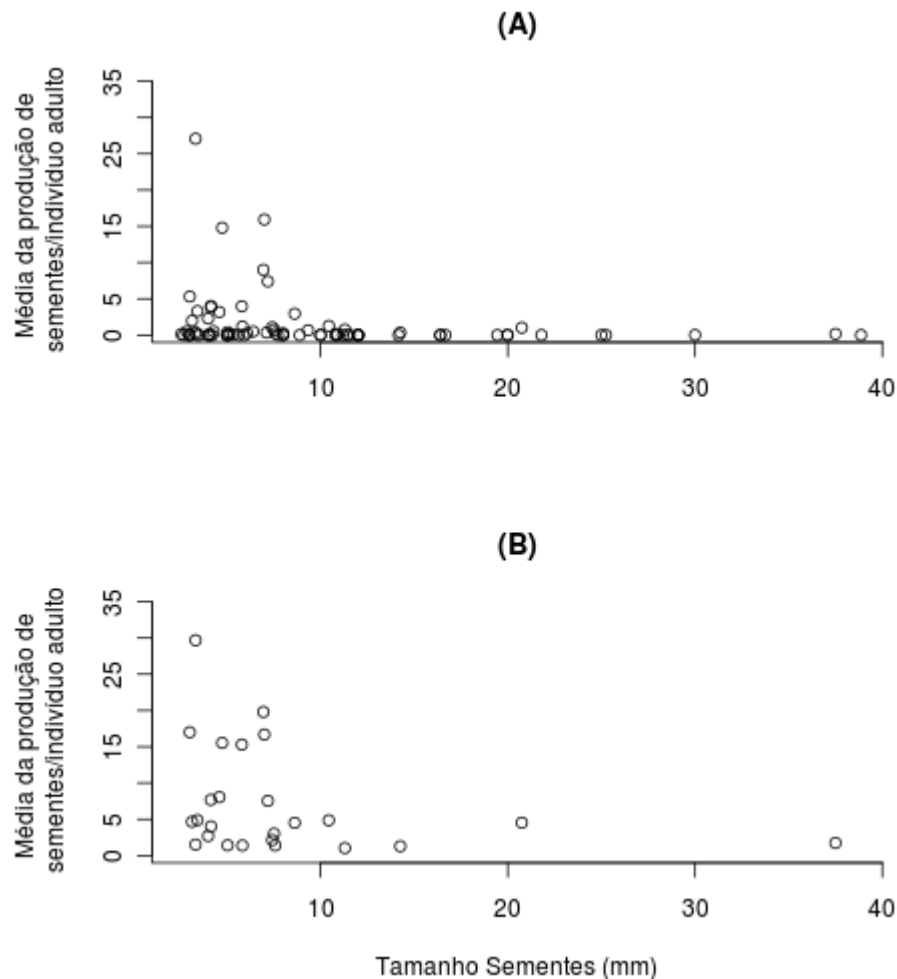 (A)
Média da produção de
sementes/indivíduo adulto
35
25
15
5
0
10
20
30
40
(B)
Média da produção de
sementes/indivíduo adulto
35
25
15
5
0
10
20
30
40
Tamanho Sementes (mm)